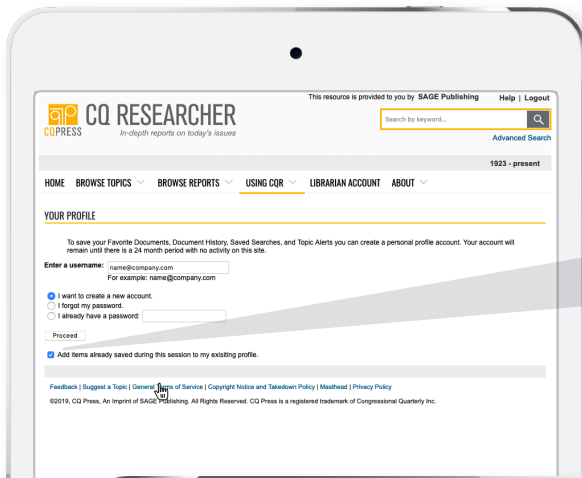 This resource is provided to you by SAGE Publishing
Help | Logout
CQPRESS
CQ RESEARCHER
In-depth reports on today's issues
Search by keyword...
Advanced Search
1923 - present
HOME BROWSE TOPICS BROWSE REPORTS USING CQR LIBRARIAN ACCOUNT ABOUT
YOUR PROFILE
To save your Favorite Documents, Document History, Saved Searches, and Topic Alerts you can create a personal profile account. Your account will
remain until there is a 24 month period with no activity on this site.
Enter a username: name@company.com
For example: name@company.com
I want to create a new account.
I forgot my password.
I already have a password:
Proceed
Add items already saved during this session to my exisiting profile.
Feedback | Suggest a Topic | General Terms of Service | Copyright Notice and Takedown Policy | Masthead | Privacy Policy
©2019, CQ Press, An Imprint of SAGE Publishing. All Rights Reserved. CQ Press is a registered trademark of Congressional Quarterly Inc.